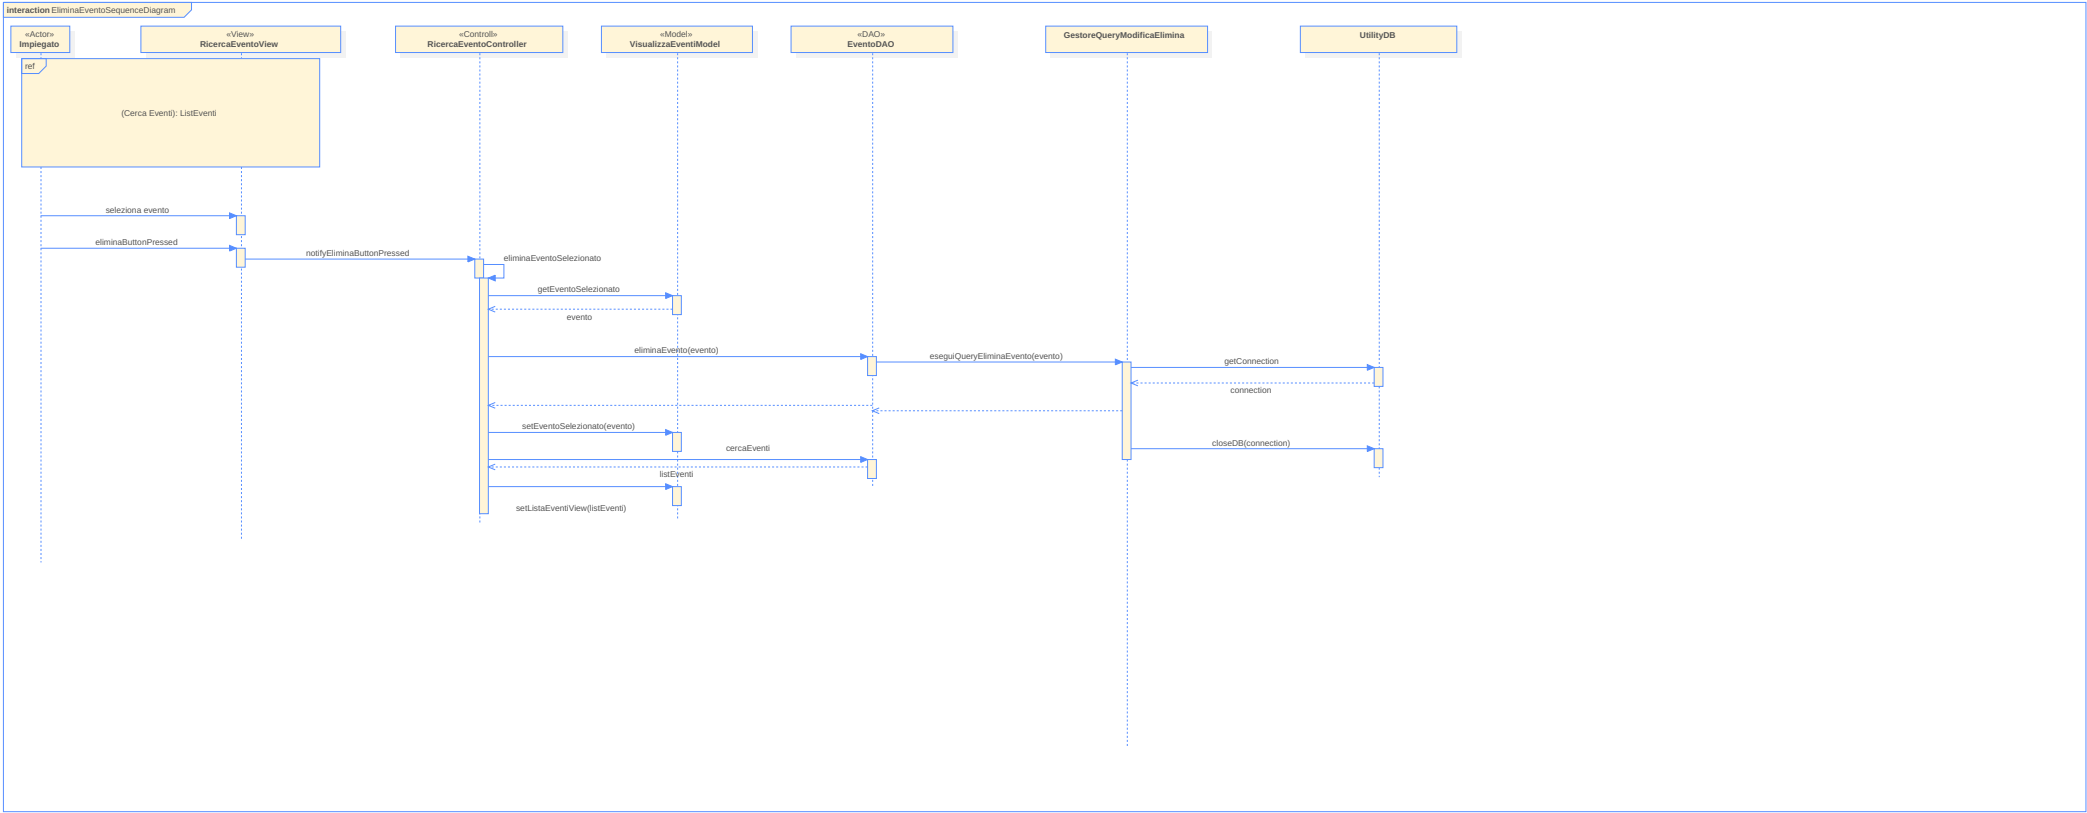 interaction EliminaEventoSequenceDiagram
«Actor»
Impiegato
«View»
RicercaEventoView
«Controll»
RicercaEventoController
«Model»
VisualizzaEventiModel
«DAO»
EventoDAO
GestoreQueryModificaElimina
UtilityDB
ref
(Cerca Eventi): ListEventi
seleziona evento
eliminaButtonPressed
notifyEliminaButtonPressed
eliminaEventoSelezionato
getEventoSelezionato
evento
eliminaEvento(evento)
eseguiQueryEliminaEvento(evento)
getConnection
connection
setEventoSelezionato(evento)
closeDB(connection)
cercaEventi
listEventi
setListaEventiView(listEventi)